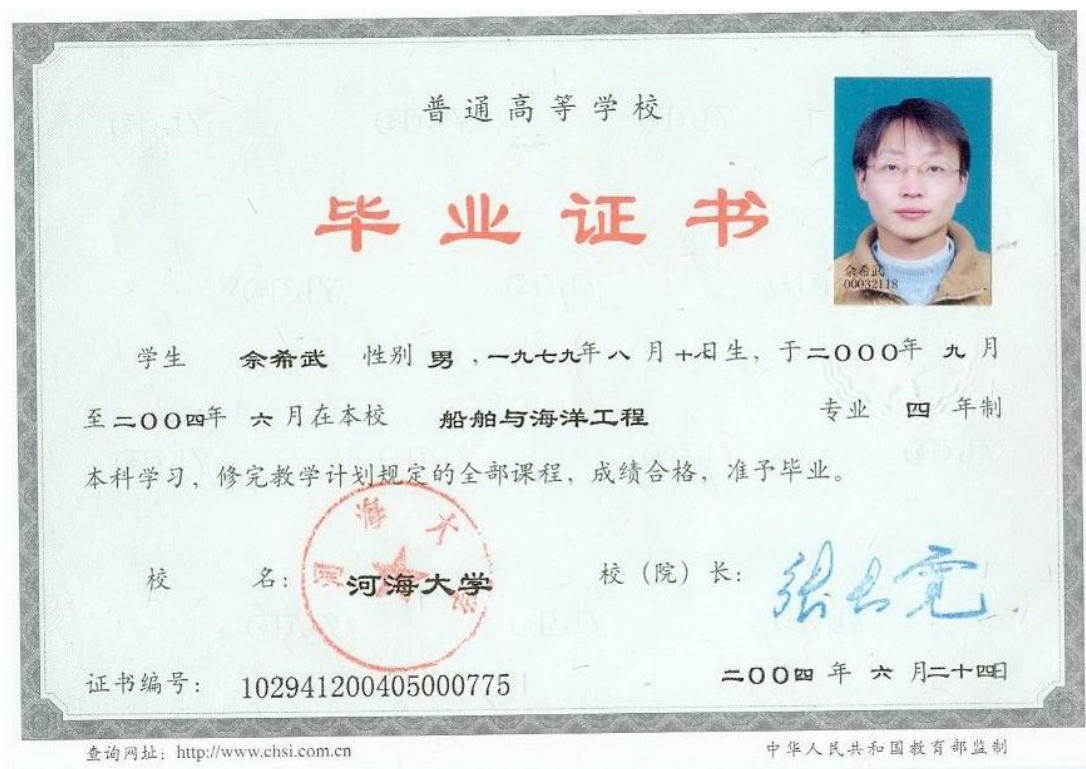 普通高等学校
毕业证书
余希武
00032118
学生 余希武 性别 男，一九七九年八月十日生，于二〇〇〇年九月
至二〇〇四年六月在本校 船舶与海洋工程 专业 四 年制
本科学习，修完教学计划规定的全部课程，成绩合格，准予毕业。
校 名：河海大学 校（院）长：张长宽
河海大学
证书编号：102941200405000775 二〇〇四年六月二十四日
查询网址：http://www.chsi.com.cn 中华人民共和国教育部监制